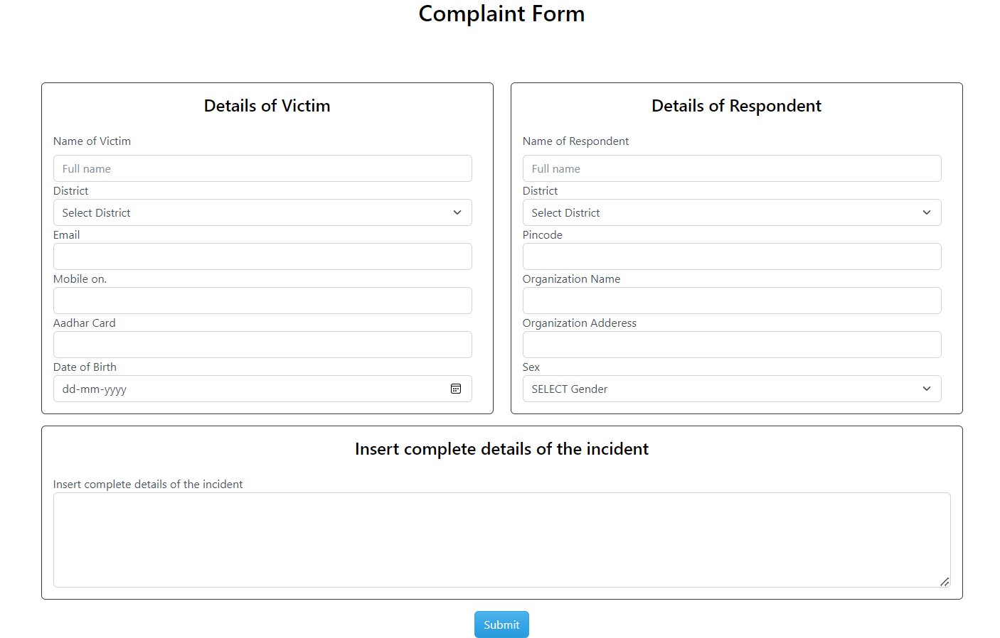 Complaint Form
Details of Victim
Name of Victim
Full name
District
Select District
Email
Mobile on.
Aadhar Card
Date of Birth
dd-mm-yyyy
Details of Respondent
Name of Respondent
Full name
District
Select District
Pincode
Organization Name
Organization Adderess
Sex
SELECT Gender
Insert complete details of the incident
Insert complete details of the incident
Submit